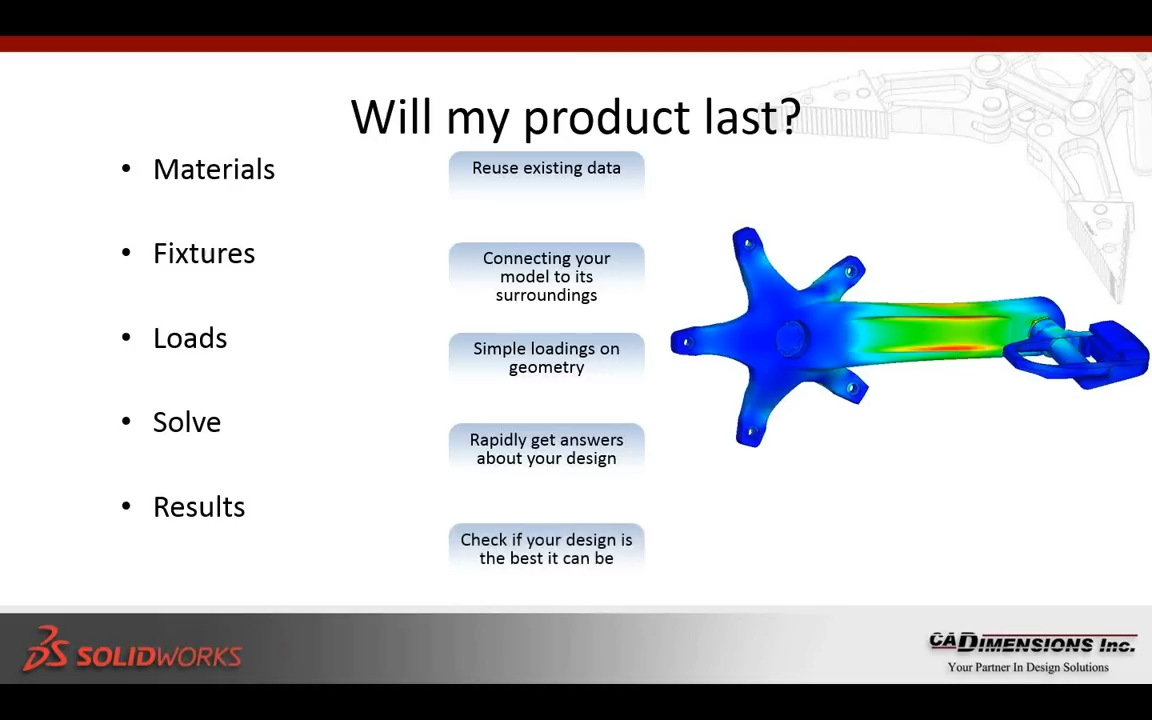 Will my product last?
• Materials
Reuse existing data
• Fixtures
Connecting your
model to its
surroundings
• Loads
Simple loadings on
geometry
• Solve
Rapidly get answers
about your design
• Results
Check if your design is
the best it can be
SOLIDWORKS
CADIMENSIONS INC.
Your Partner In Design Solutions